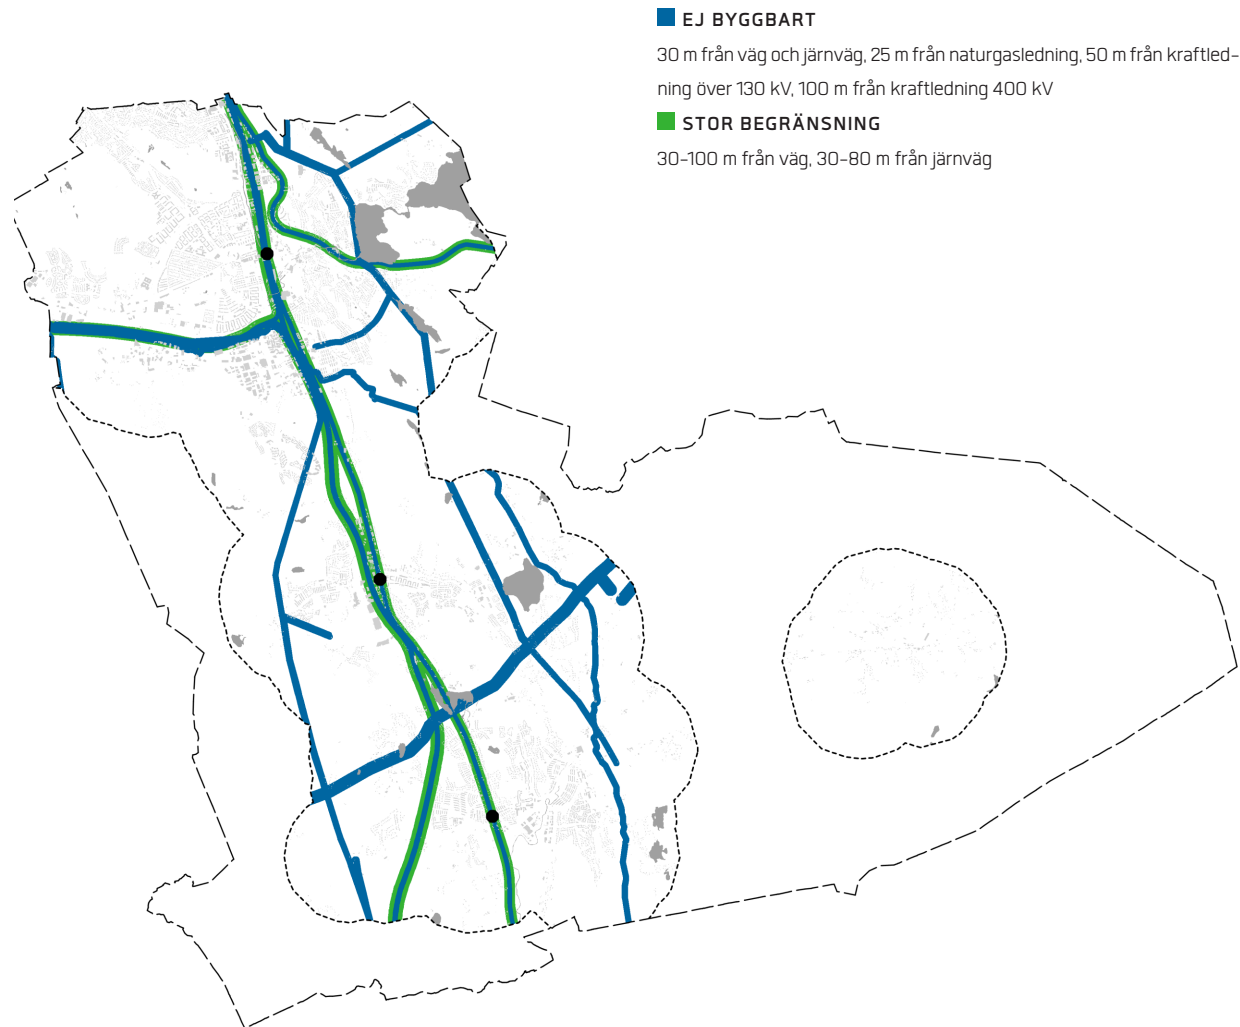 EJ BYGGBART
30 m från väg och järnväg, 25 m från naturgasledning, 50 m från kraftled-
ning över 130 kV, 100 m från kraftledning 400 kV
STOR BEGRÄNSNING
30-100 m från väg, 30-80 m från järnväg